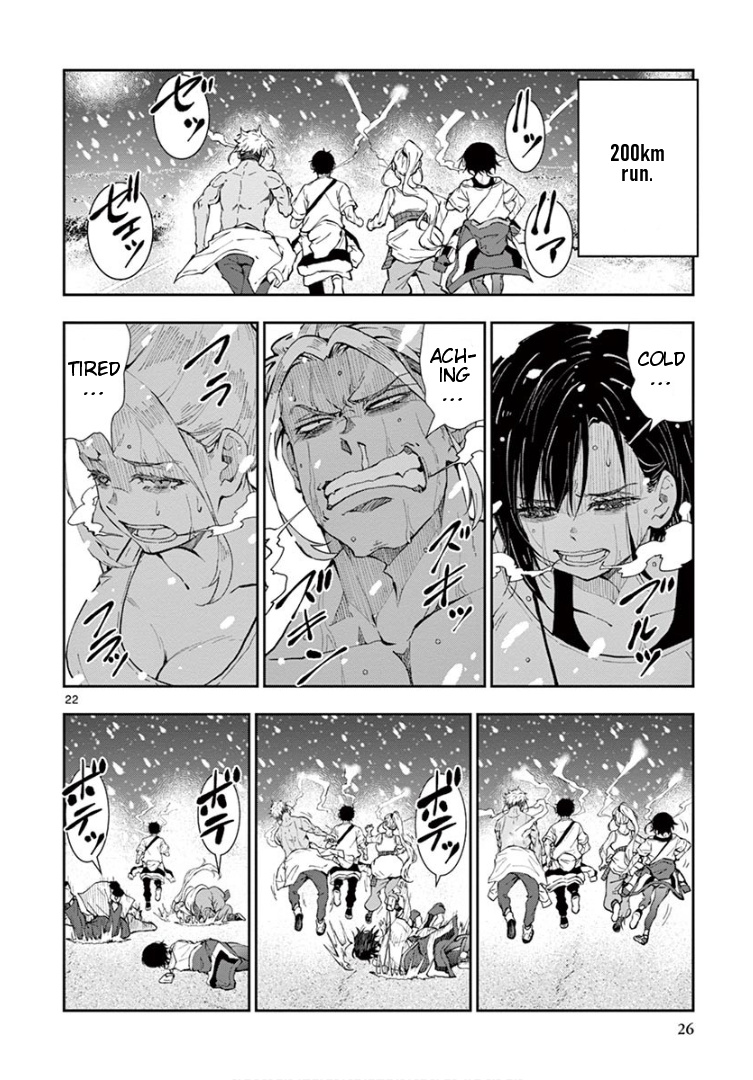 200km
run.
ハァ
ハッ
ゼッ
ゼェッ
COLD
...
ブルッ
ACH-
ING
...
ズキッ
ズキン
TIRED
...
フラ
フラッ
22
ボテッ
ボテッ
ボテッ
26